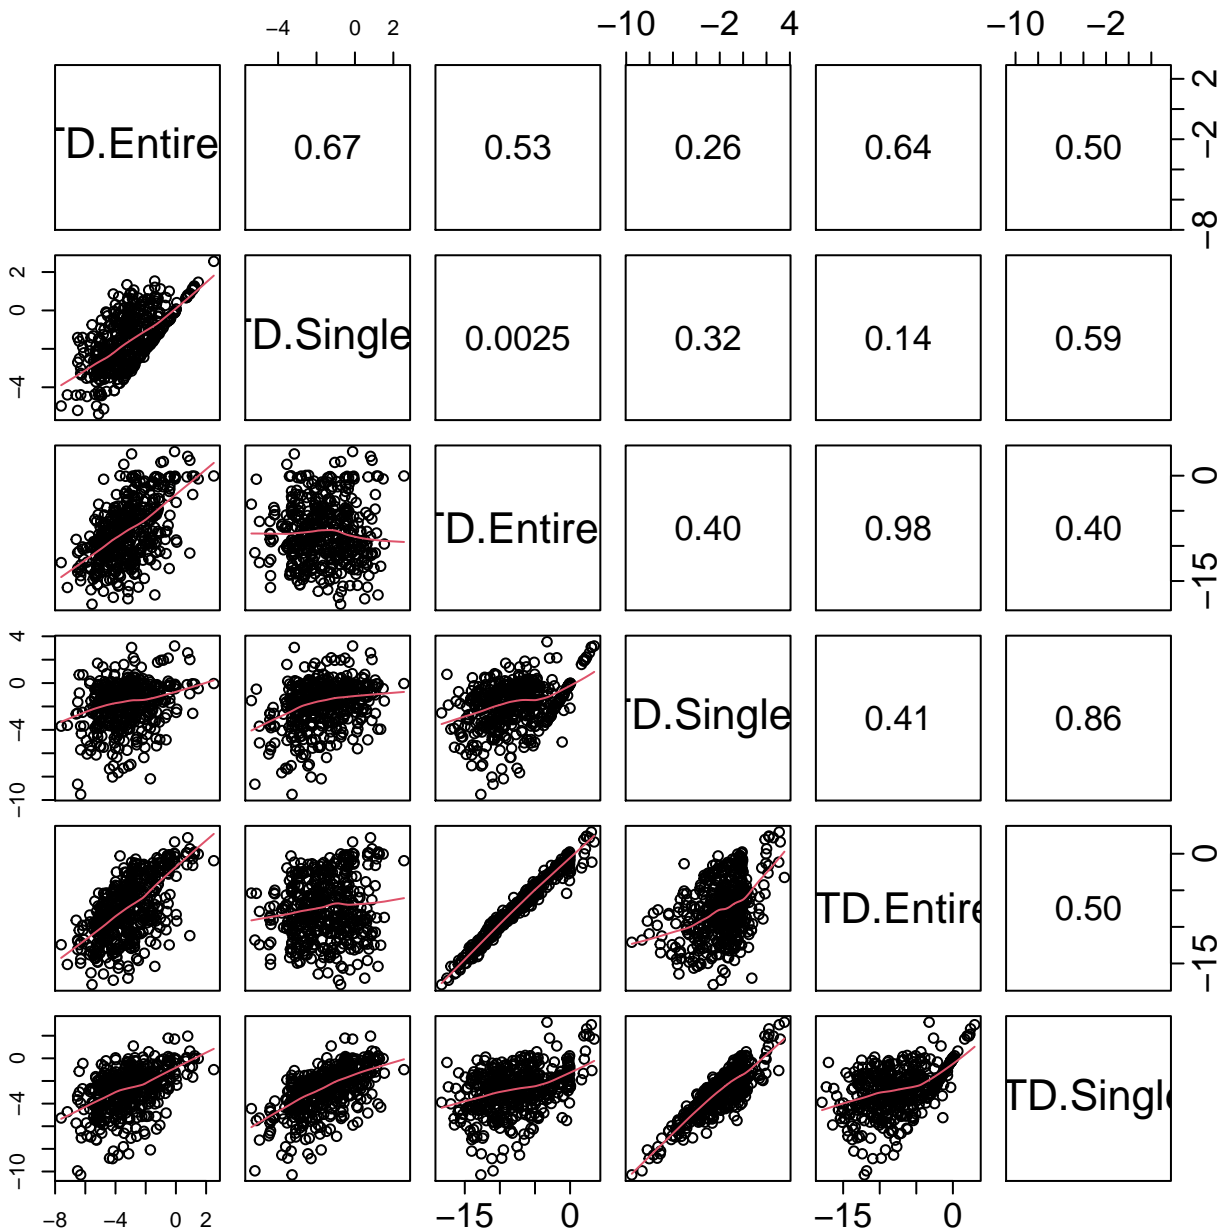 −4 0 2 −10 −2 4 −10 −2
TD.Entire 0.67 0.53 0.26 0.64 0.50 2 −2 −8
2 0 −4 TD.Single 0.0025 0.32 0.14 0.59
TD.Entire 0.40 0.98 0.40 0 −15
4 0 −4 −10 TD.Single 0.41 0.86
TD.Entire 0.50 0 −15
0 −4 −10 TD.Single
−8 −4 0 2 −15 0 −15 0